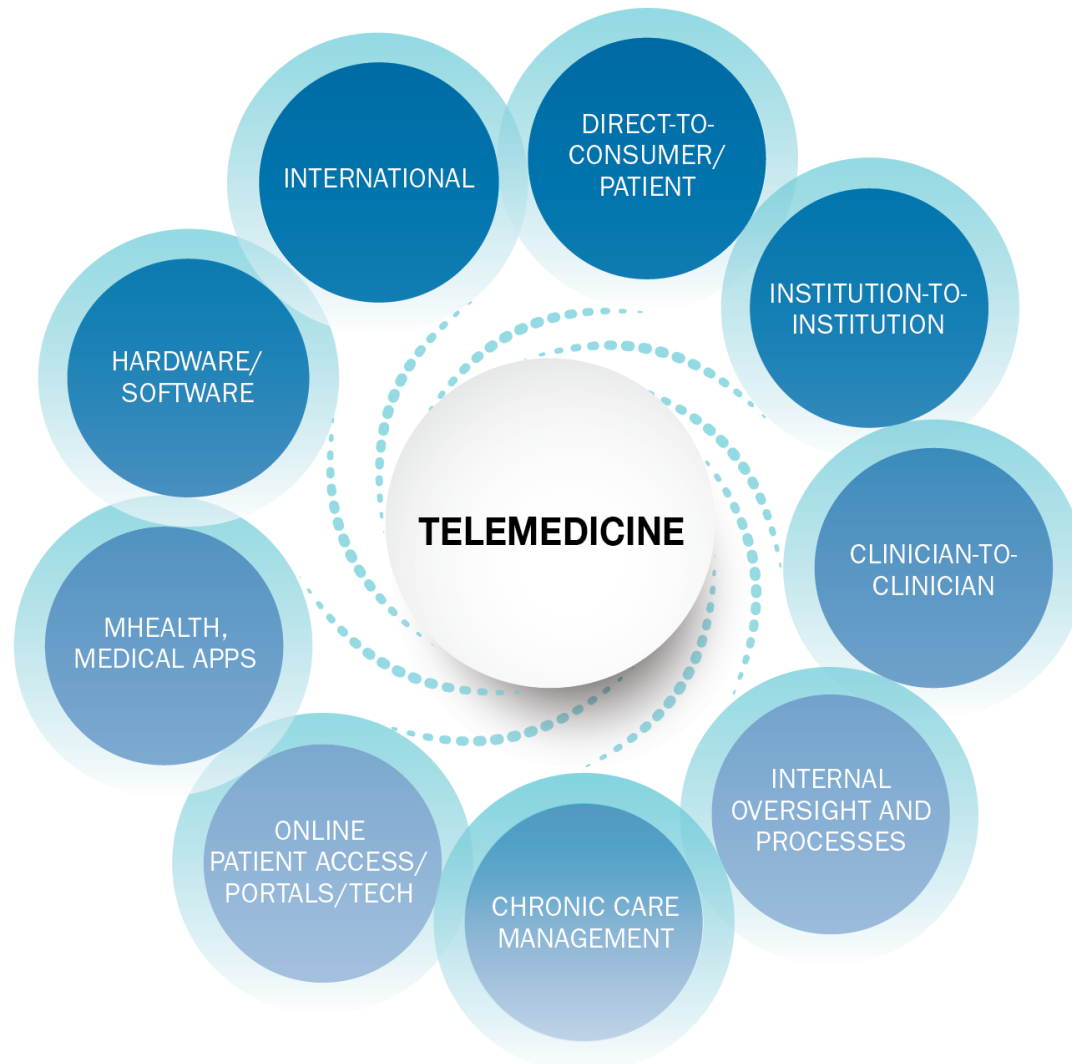 DIRECT-TO-
CONSUMER/
PATIENT
INSTITUTION-TO-
INSTITUTION
CLINICIAN-TO-
CLINICIAN
INTERNAL
OVERSIGHT AND
PROCESSES
CHRONIC CARE
MANAGEMENT
ONLINE
PATIENT ACCESS/
PORTALS/TECH
MHEALTH,
MEDICAL APPS
HARDWARE/
SOFTWARE
INTERNATIONAL
TELEMEDICINE